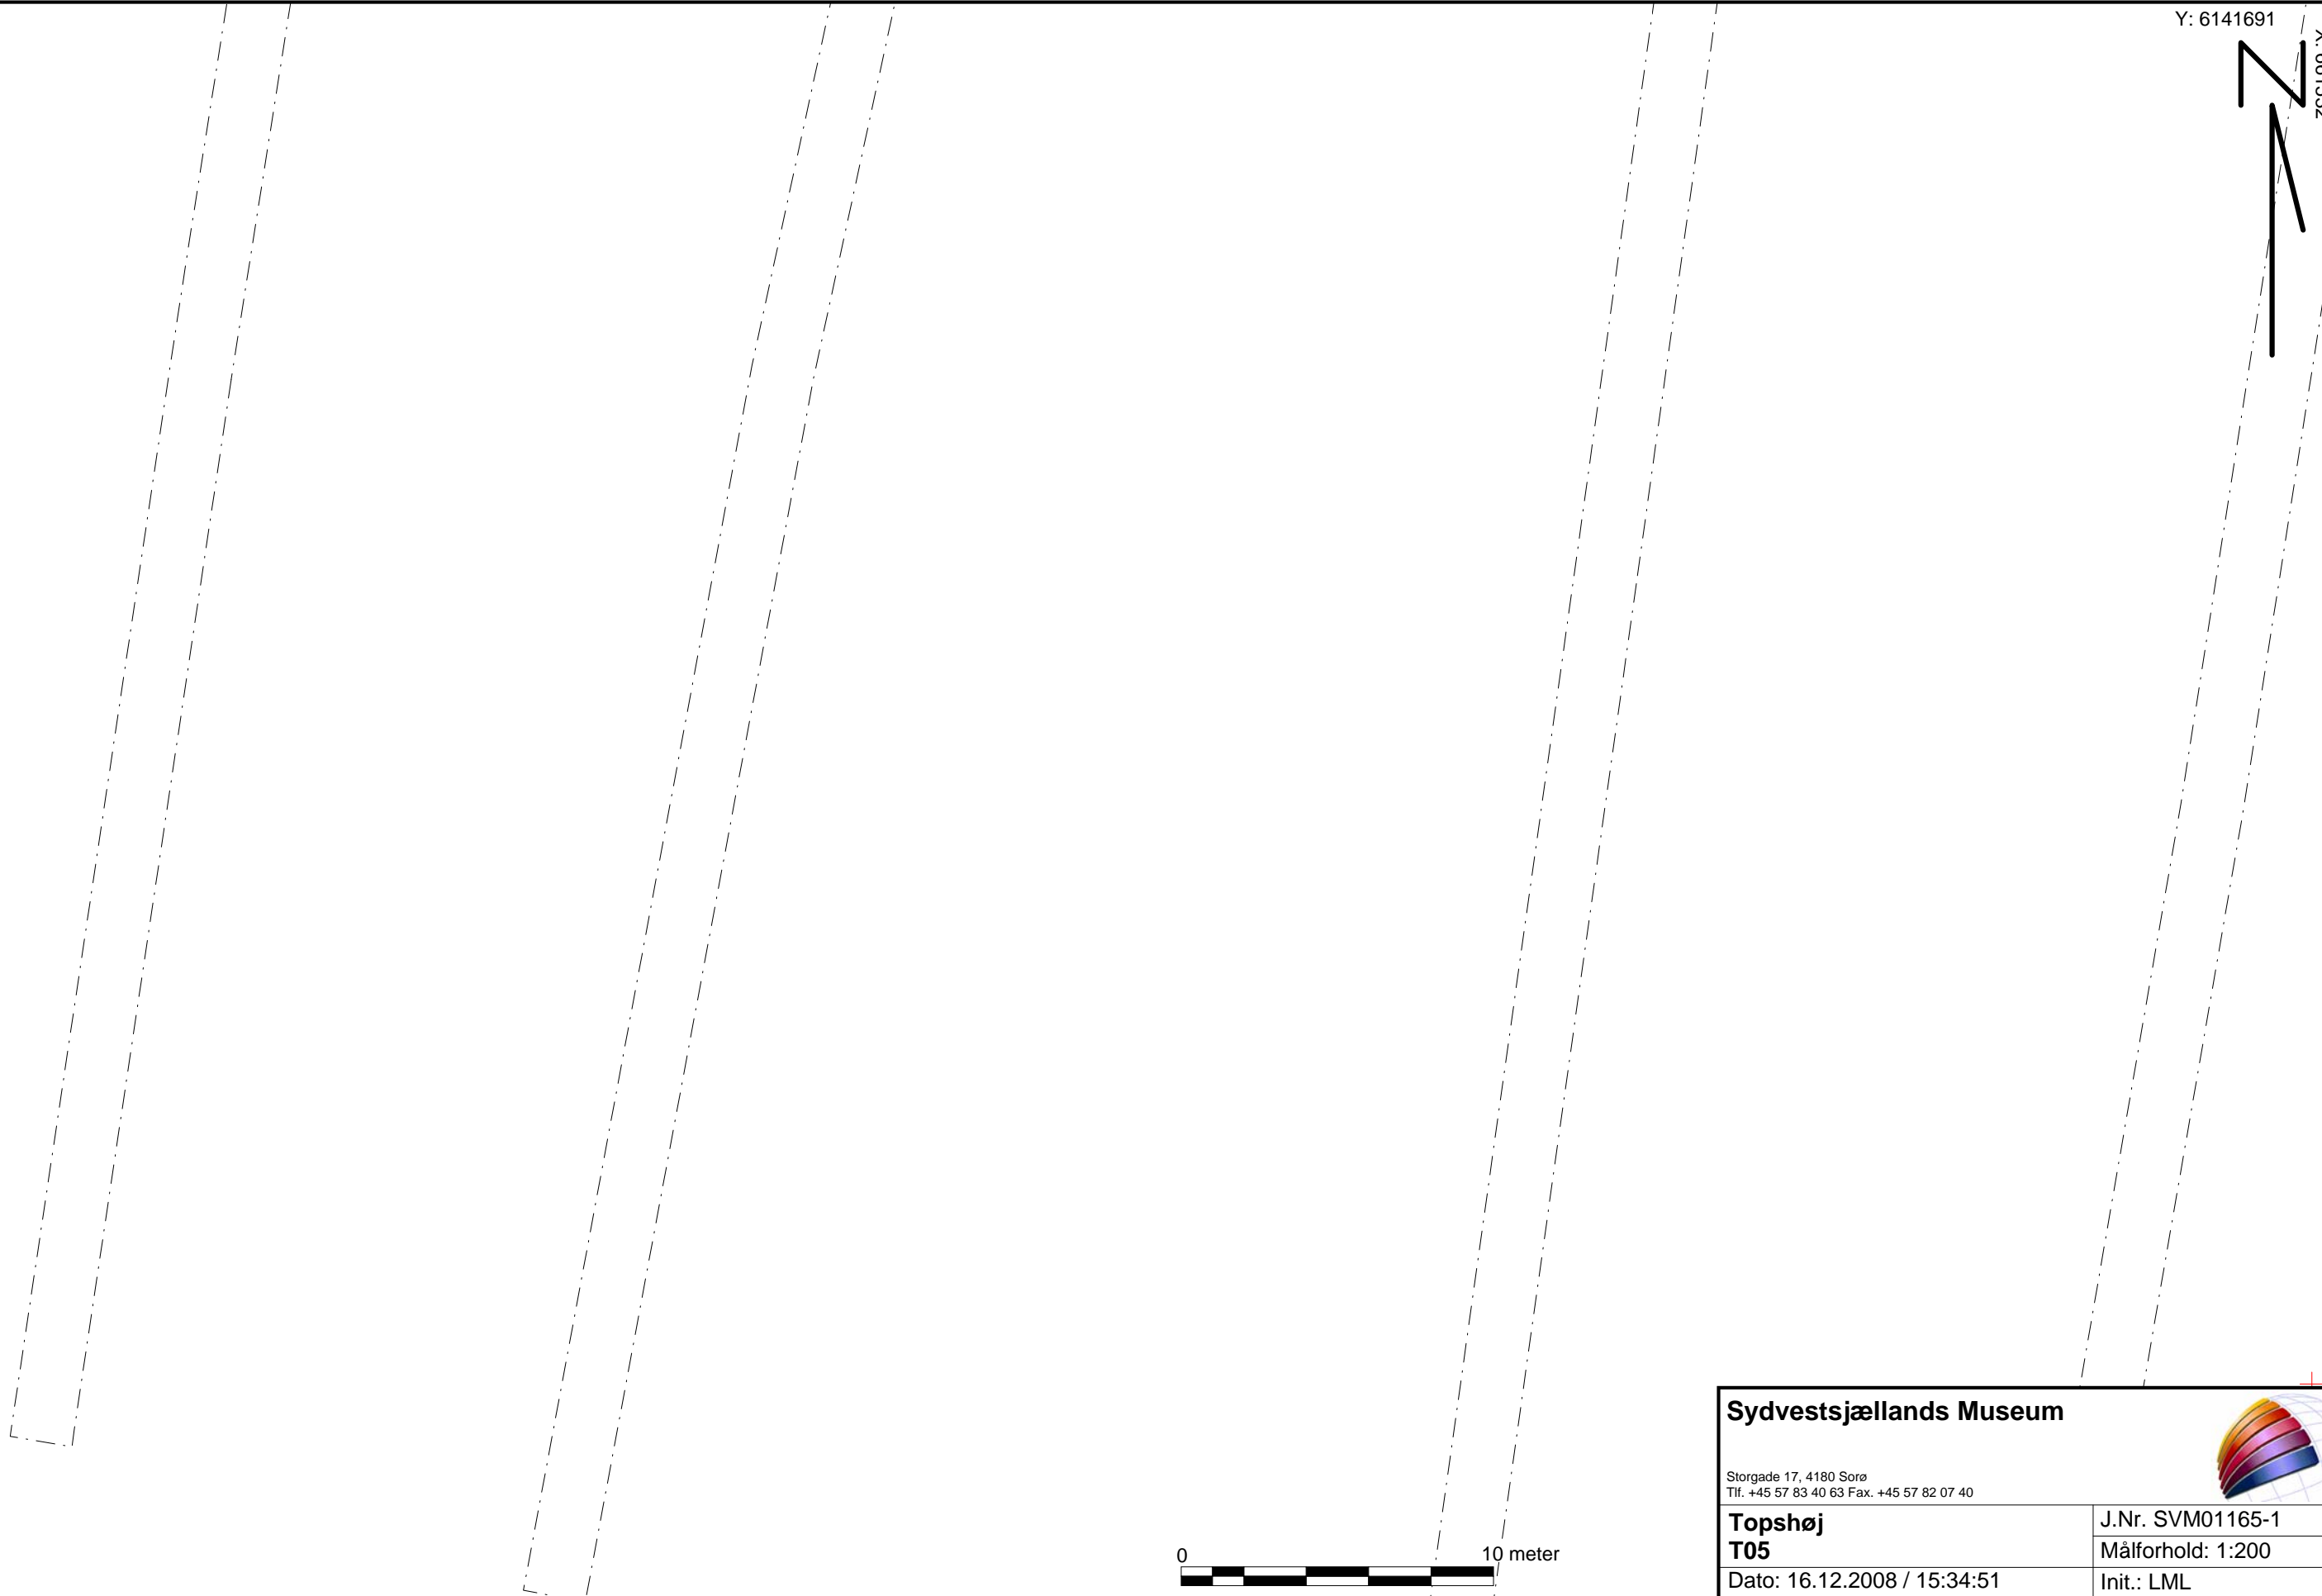 Y: 6141691
0 10 meter
Sydvestsjællands Museum
Storgade 17, 4180 Sorø
Tlf. +45 57 83 40 63 Fax. +45 57 82 07 40
Topshøj
T05
J.Nr. SVM01165-1
Målforhold: 1:200
Dato: 16.12.2008 / 15:34:51
Init.: LML